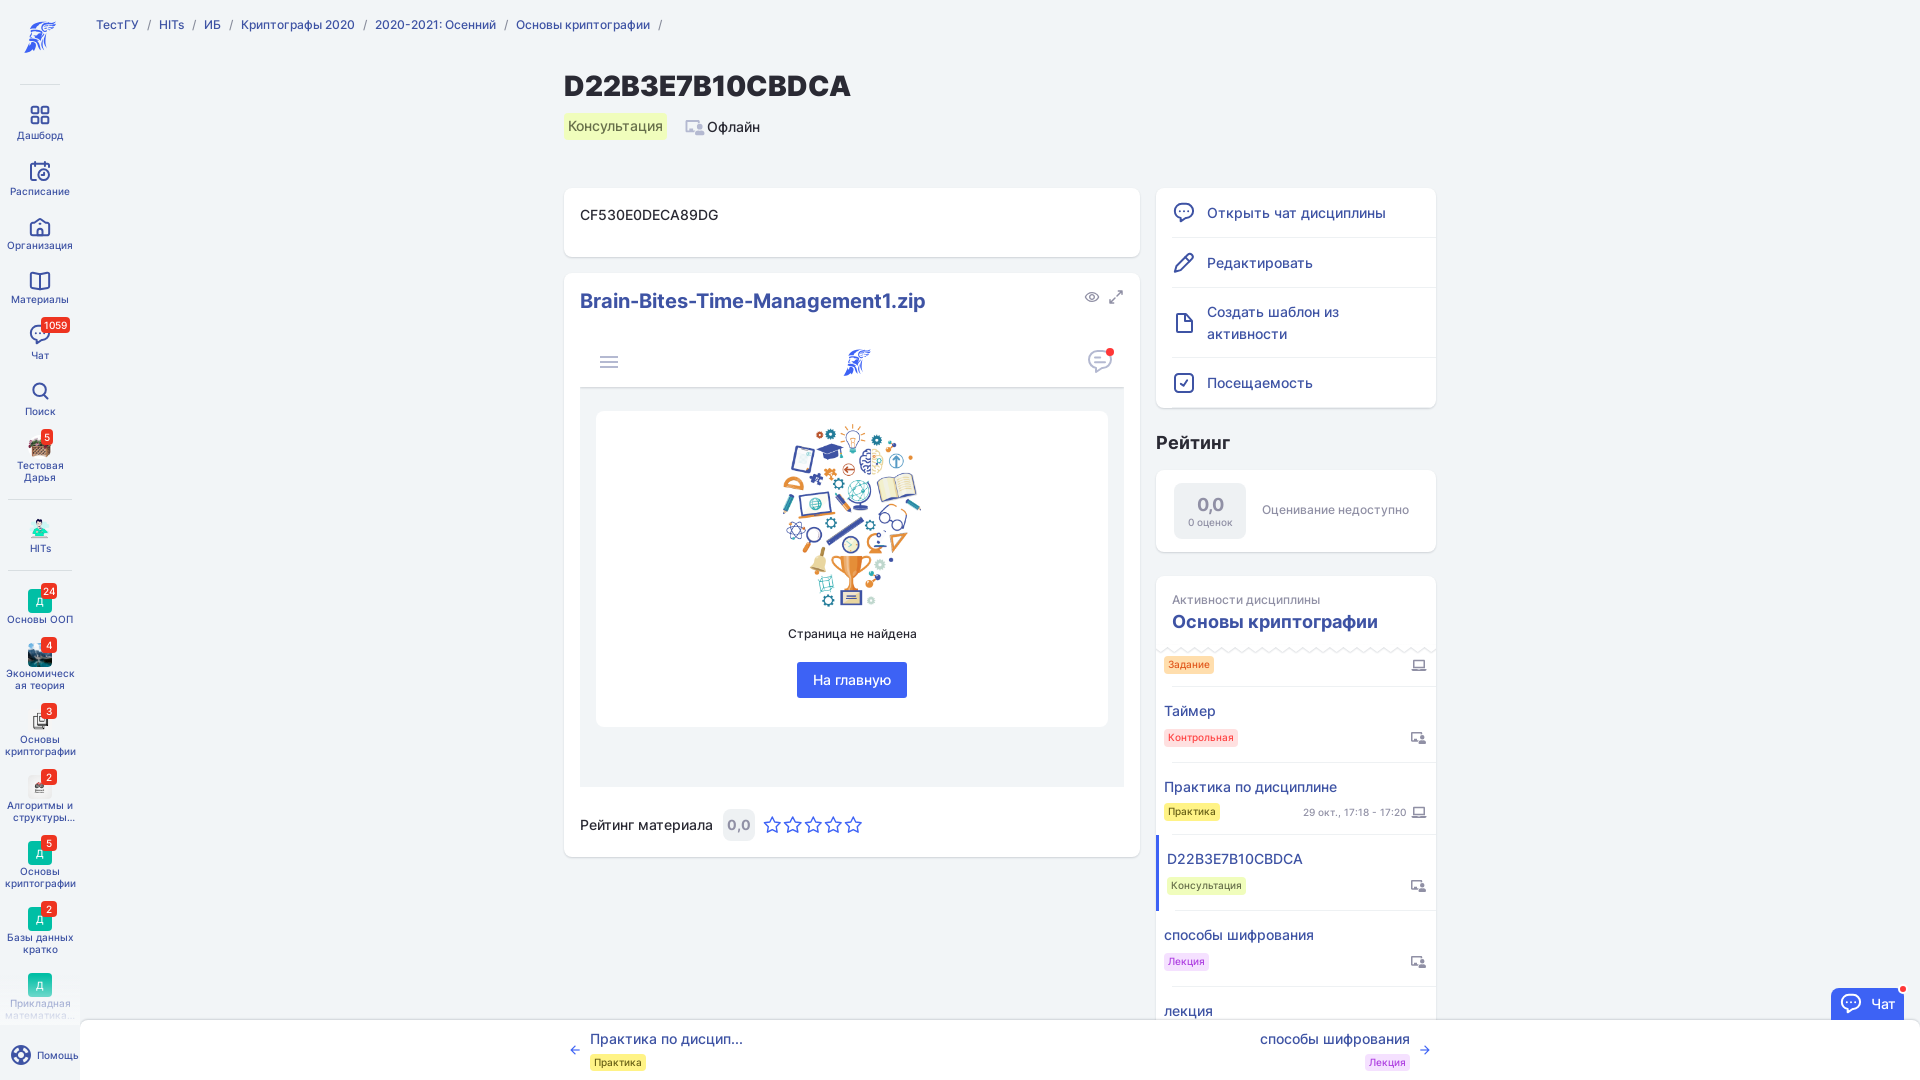 ТестГУ / HITs / ИБ / Криптографы 2020 / 2020-2021: Осенний / Основы криптографии /
Дашборд
Расписание
Организация
Материалы
1059
Чат
Поиск
5
Тестовая
Дарья
HITs
24
Д
Основы ООП
4
Экономическ
ая теория
3
Основы
криптографии
2
Алгоритмы и
структуры...
5
Д
Основы
криптографии
2
Д
Базы данных
кратко
Д
Прикладная
математика...
Помощь
D22B3E7B10CBDCA
Консультация
Офлайн
CF530E0DECA89DG
Brain-Bites-Time-Management1.zip
Страница не найдена
На главную
Рейтинг материала 0,0
Открыть чат дисциплины
Редактировать
Создать шаблон из
активности
Посещаемость
Рейтинг
0,0
0 оценок
Оценивание недоступно
Активности дисциплины
Основы криптографии
Задание
Таймер
Контрольная
Практика по дисциплине
Практика
29 окт., 17:18 - 17:20
D22B3E7B10CBDCA
Консультация
способы шифрования
Лекция
лекция
Чат
Практика по дисцип...
Практика
способы шифрования
Лекция